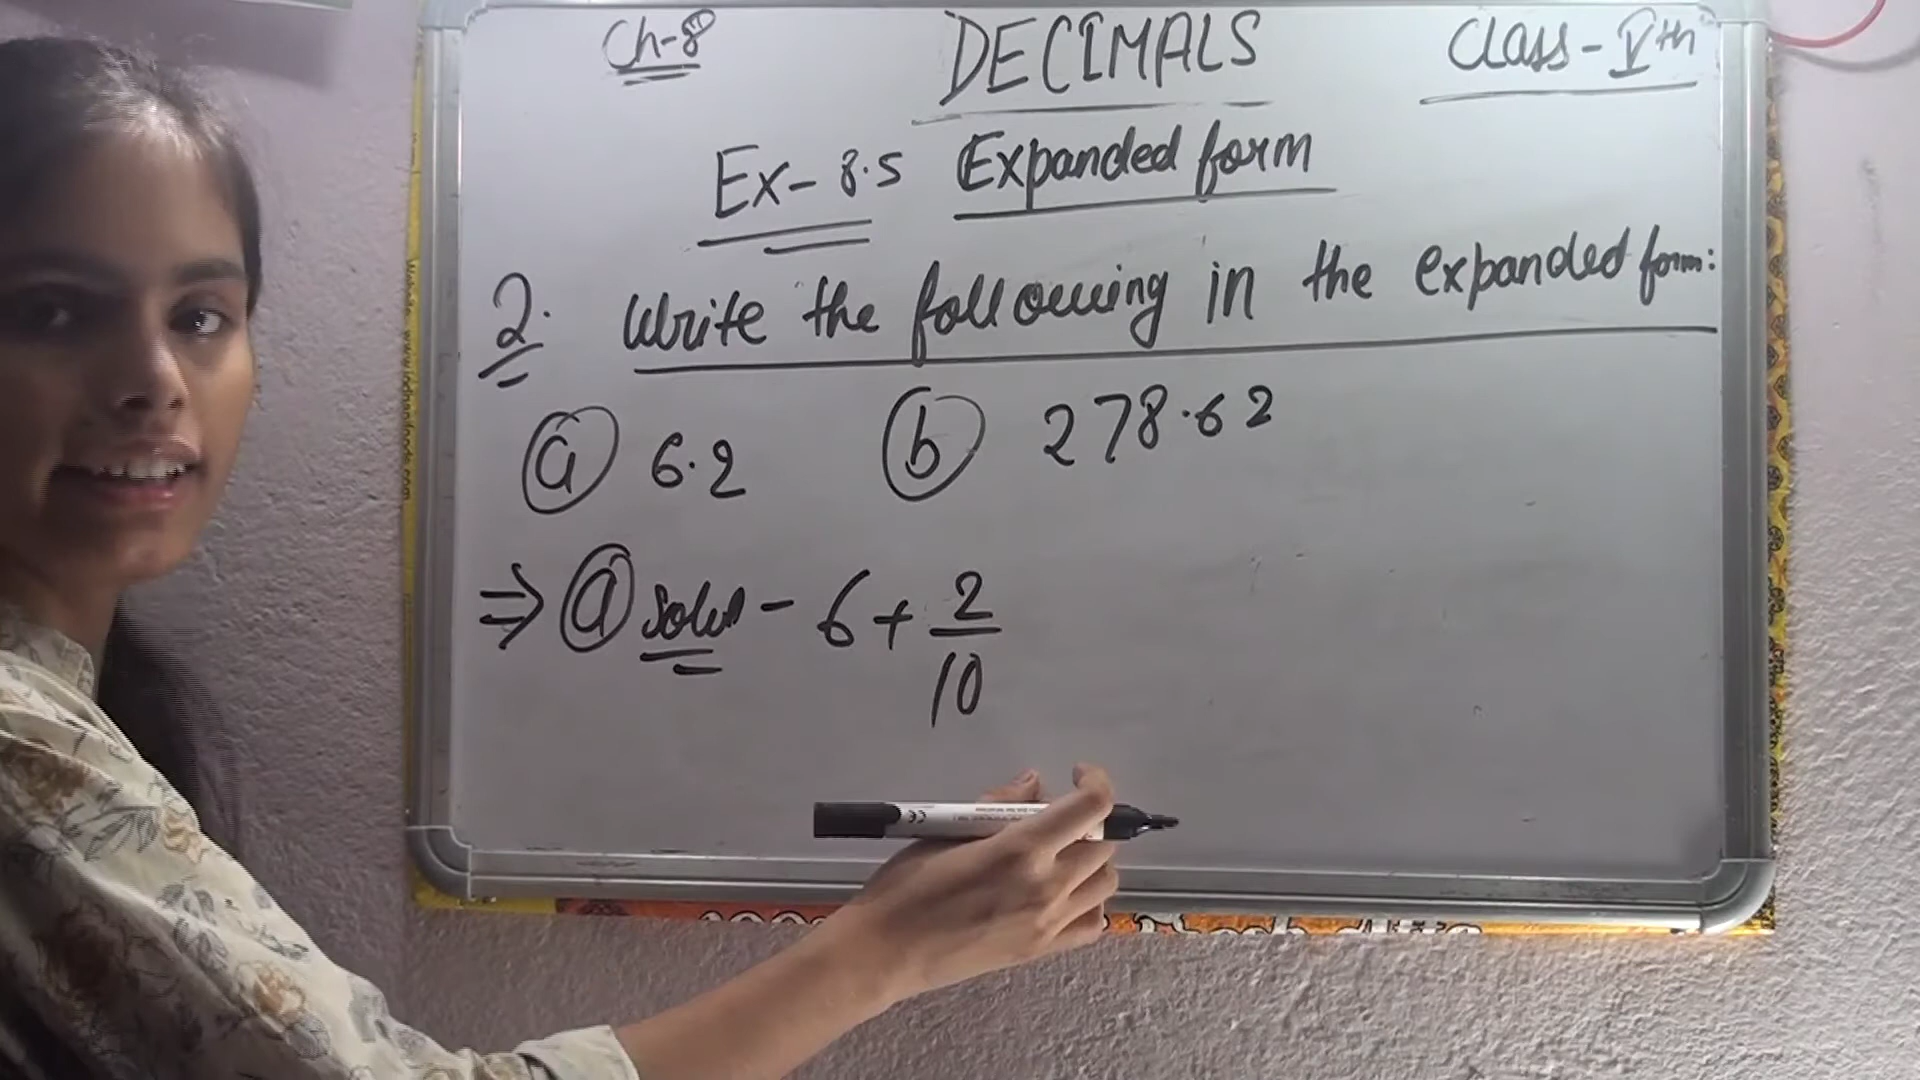 Ch-8 DECIMALS Class-Vth
Ex-8.5 Expanded form
2. Write the following in the expanded form:
(a) 6.2 (b) 278.62
⇒ (a) Soln - 6 + 2/10
CE